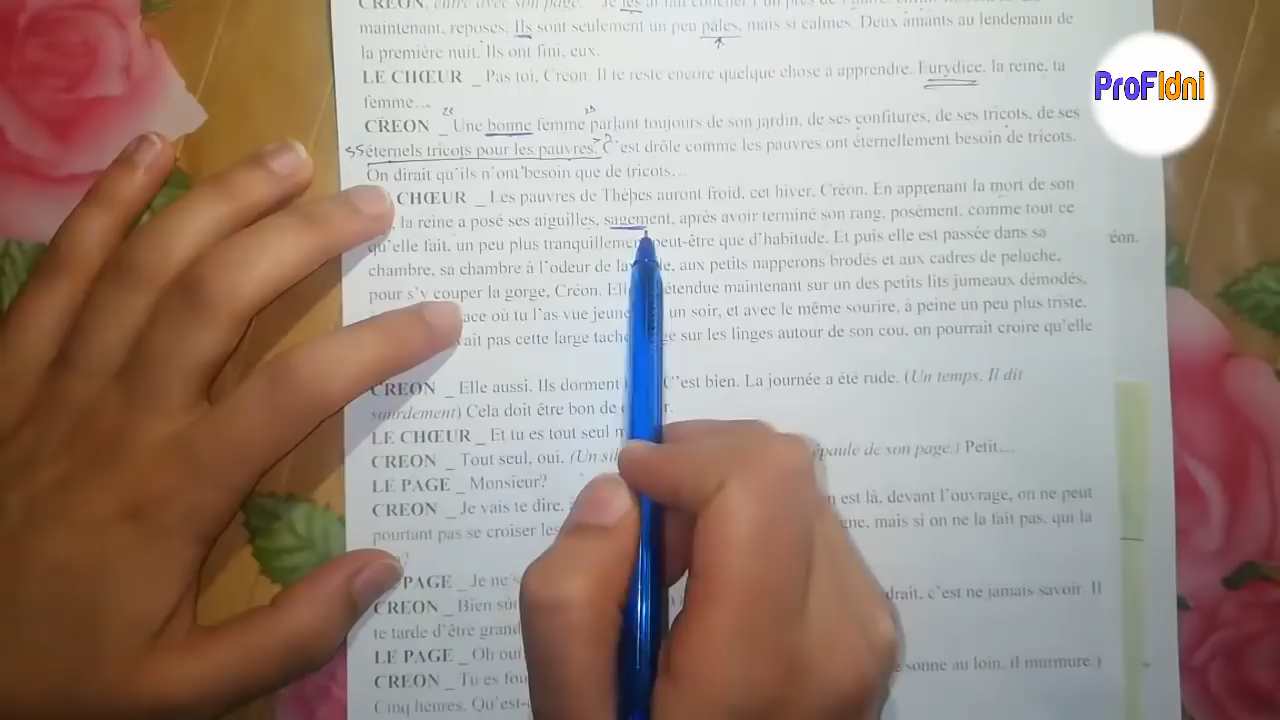 CREON, entre avec son page. Je les ai fait coucher l'un près de l'autre, enfin
maintenant, reposés. Ils sont seulement un peu pâles, mais si calmes. Deux amants au lendemain de
la première nuit. Ils ont fini, eux.
LE CHŒUR _ Pas toi, Créon. Il te reste encore quelque chose à apprendre. Eurydice, la reine, ta
femme...
CREON _ Une bonne femme parlant toujours de son jardin, de ses confitures, de ses tricots, de ses
éternels tricots pour les pauvres. C'est drôle comme les pauvres ont éternellement besoin de tricots.
On dirait qu'ils n'ont besoin que de tricots...
CHŒUR _ Les pauvres de Thèbes auront froid, cet hiver, Créon. En apprenant la mort de son
, la reine a posé ses aiguilles, sagement, après avoir terminé son rang, posément, comme tout ce
qu'elle fait, un peu plus tranquillement peut-être que d'habitude. Et puis elle est passée dans sa
chambre, sa chambre à l'odeur de la, aux petits napperons brodés et aux cadres de peluche,
pour s'y couper la gorge, Créon. Elle étendue maintenant sur un des petits lits jumeaux démodés,
où tu l'as vue jeune un soir, et avec le même sourire, à peine un peu plus triste.
pas cette large tache sur les linges autour de son cou, on pourrait croire qu'elle
CREON _ Elle aussi. Ils dorment C'est bien. La journée a été rude. (Un temps. Il dit
sourdement) Cela doit être bon de
LE CHŒUR _ Et tu es tout seul
CREON _ Tout seul, oui. (Un épaule de son page.) Petit...
LE PAGE _ Monsieur?
CREON _ Je vais te dire, est là, devant l'ouvrage, on ne peut
pourtant pas se croiser les mais si on ne la fait pas, qui la
PAGE _ Je ne
CREON _ Bien sûr c'est ne jamais savoir. Il
te tarde d'être grand
LE PAGE _ Oh oui
CREON _ Tu es fou sonne au loin, il murmure.)
Cinq heures.
éon.
ProFIdni